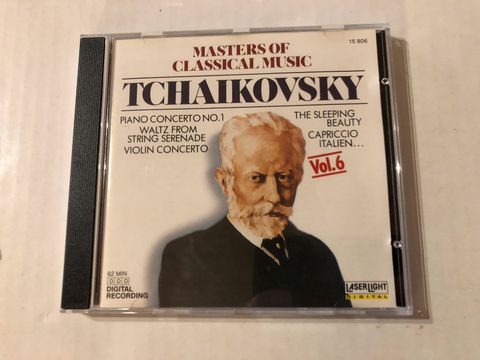 15 806
MASTERS OF
CLASSICAL MUSIC
TCHAIKOVSKY
PIANO CONCERTO NO.1
WALTZ FROM
STRING SERENADE
VIOLIN CONCERTO
THE SLEEPING
BEAUTY
CAPRICCIO
ITALIEN...
Vol.6
62 MIN
DDD
DIGITAL
RECORDING
LASERLIGHT
DIGITAL